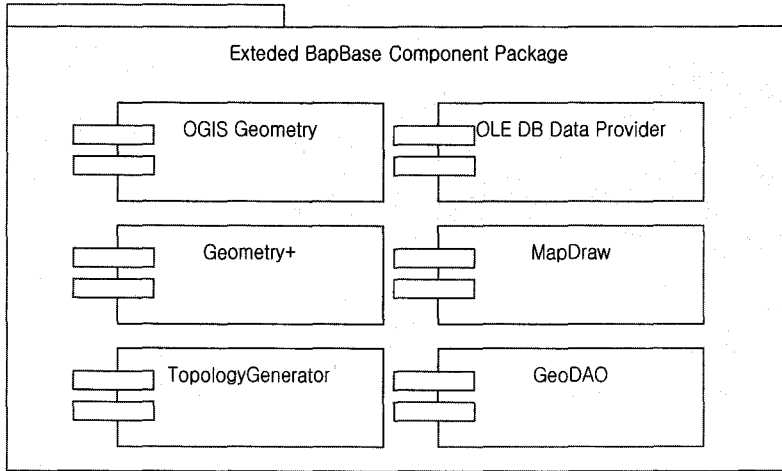 Exteded BapBase Component Package
OGIS Geometry
OLE DB Data Provider
Geometry+
MapDraw
TopologyGenerator
GeoDAO